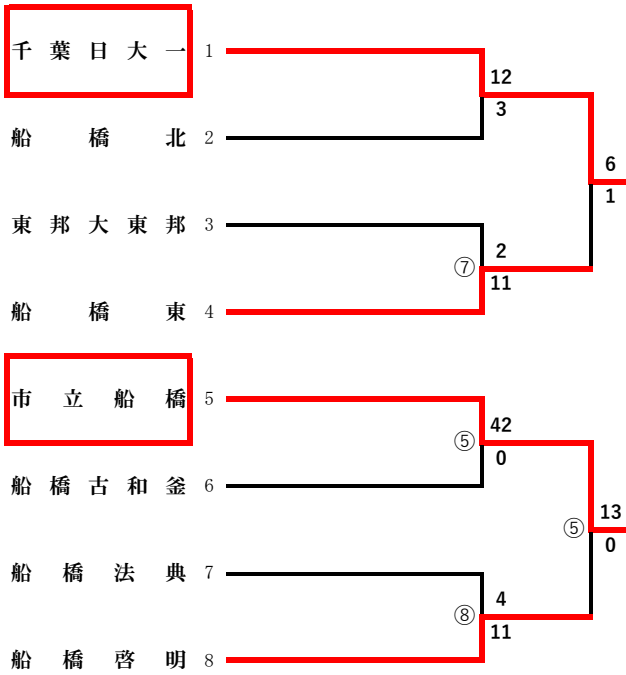 千葉日大一 1
12
3
船橋北 2
6
1
東邦大東邦 3
2
⑦
11
船橋東 4
市立船橋 5
42
⑤
0
船橋古和釜 6
13
⑤
0
船橋法典 7
4
⑧
11
船橋啓明 8